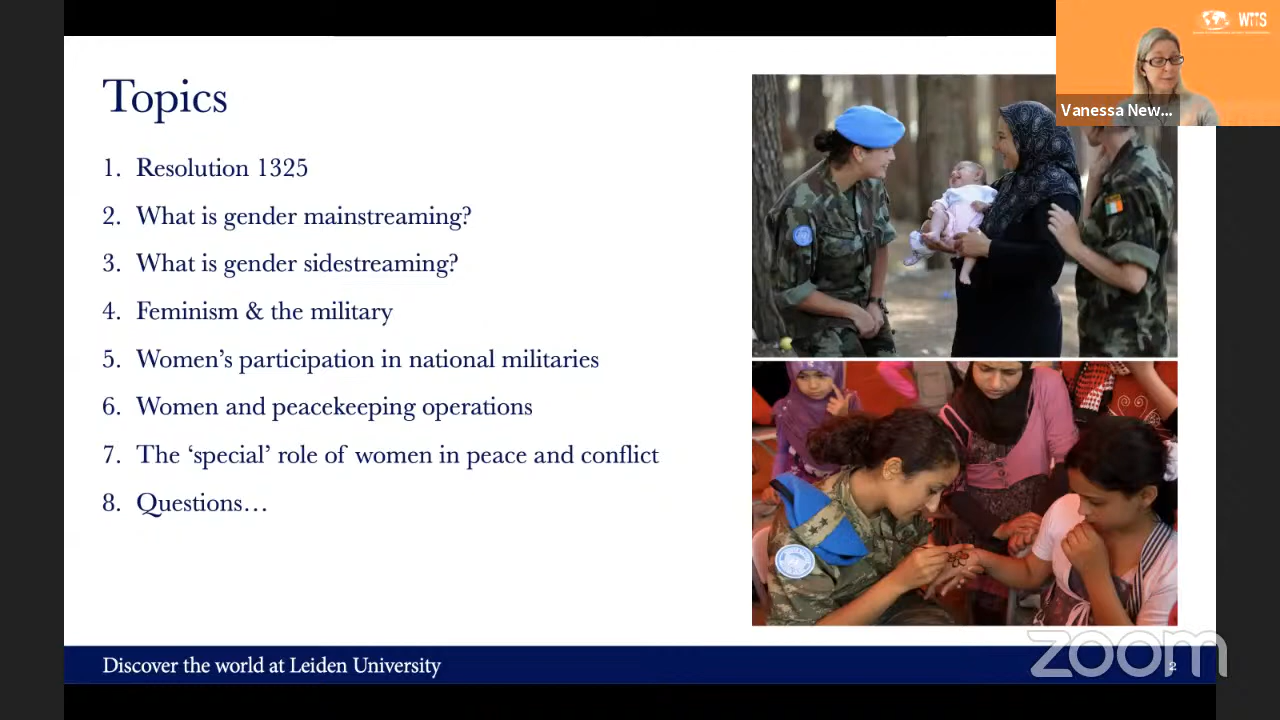 Topics
1. Resolution 1325
2. What is gender mainstreaming?
3. What is gender sidestreaming?
4. Feminism & the military
5. Women's participation in national militaries
6. Women and peacekeeping operations
7. The ‘special’ role of women in peace and conflict
8. Questions…
Discover the world at Leiden University
2
WIIS
Vanessa New...
zoom